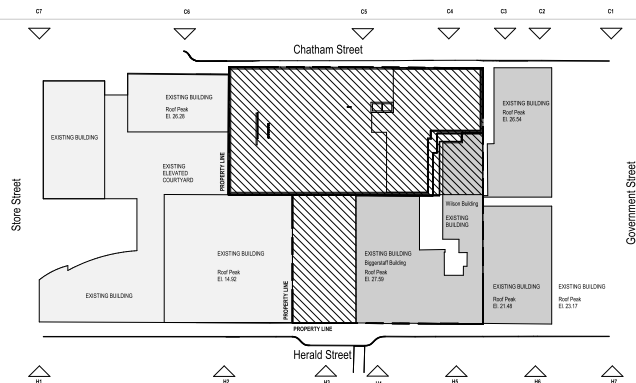 C7 C6 C5 C4 C3 C2 C1
Chatham Street
EXISTING BUILDING
Roof Peak
El. 26.28
EXISTING BUILDING
Roof Peak
El. 26.54
EXISTING BUILDING
EXISTING
ELEVATED
COURTYARD
PROPERTY LINE
Store Street
Government Street
Wilson Building
EXISTING
BUILDING
EXISTING BUILDING
Roof Peak
El. 14.92
EXISTING BUILDING
Biggerstaff Building
Roof Peak
El. 27.59
EXISTING BUILDING
Roof Peak
El. 21.48
EXISTING BUILDING
Roof Peak
El. 23.17
EXISTING BUILDING
PROPERTY LINE
PROPERTY LINE
Herald Street
H1 H2 H3 H4 H5 H6 H7